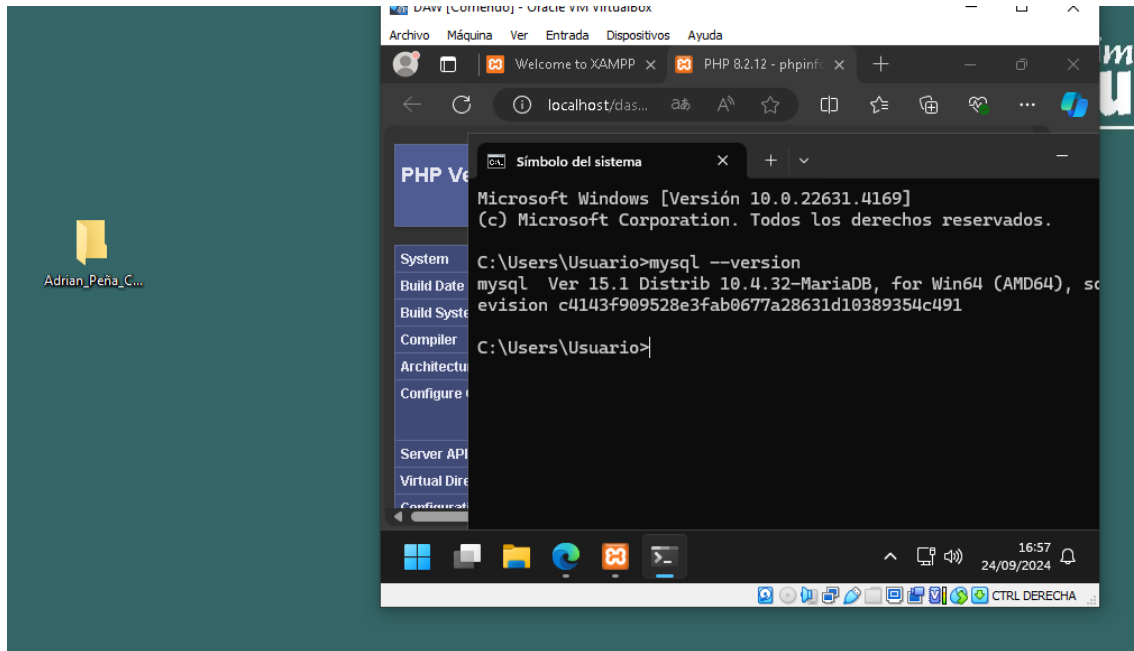 DAW [Corriendo] - Oracle VM VirtualBox
Archivo Máquina Ver Entrada Dispositivos Ayuda
Welcome to XAMPP
PHP 8.2.12 - phpinfo
localhost/das...
Símbolo del sistema
PHP Ve
Microsoft Windows [Versión 10.0.22631.4169]
(c) Microsoft Corporation. Todos los derechos reservados.
System
C:\Users\Usuario>mysql --version
Build Date
mysql Ver 15.1 Distrib 10.4.32-MariaDB, for Win64 (AMD64), so
Build Syste
evision c4143f909528e3fab0677a28631d10389354c491
Compiler
C:\Users\Usuario>
Architectu
Configure
Server API
Virtual Dire
Configurati
Adrian_Peña_C...
16:57
24/09/2024
CTRL DERECHA